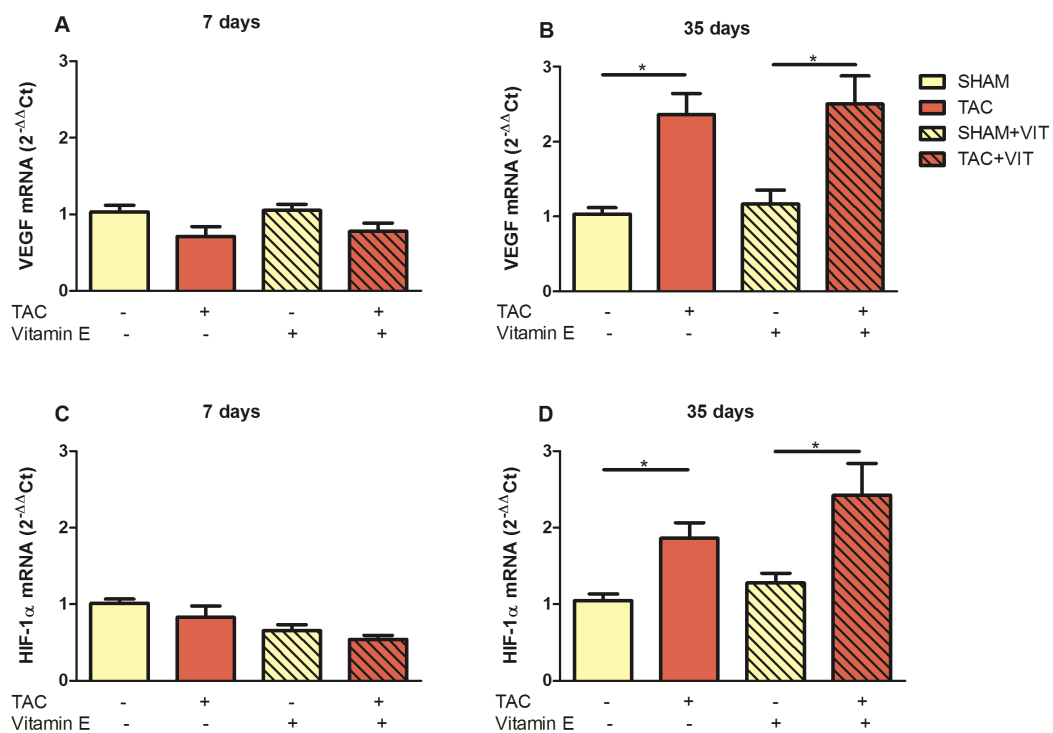 A
7 days
VEGF mRNA (2^-ΔΔCt)
3
2
1
0
TAC - + - +
Vitamin E - - + +
B
35 days
VEGF mRNA (2^-ΔΔCt)
3
2
1
0
* *
TAC - + - +
Vitamin E - - + +
SHAM
TAC
SHAM+VIT
TAC+VIT
C
7 days
HIF-1α mRNA (2^-ΔΔCt)
3
2
1
0
TAC - + - +
Vitamin E - - + +
D
35 days
HIF-1α mRNA (2^-ΔΔCt)
3
2
1
0
* *
TAC - + - +
Vitamin E - - + +